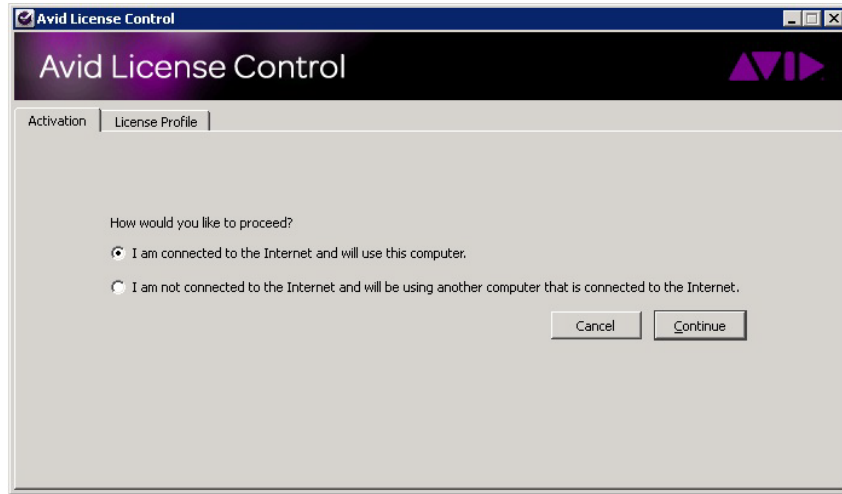 Avid License Control
Avid License Control
AVID
Activation
License Profile
How would you like to proceed?
I am connected to the Internet and will use this computer.
I am not connected to the Internet and will be using another computer that is connected to the Internet.
Cancel
Continue